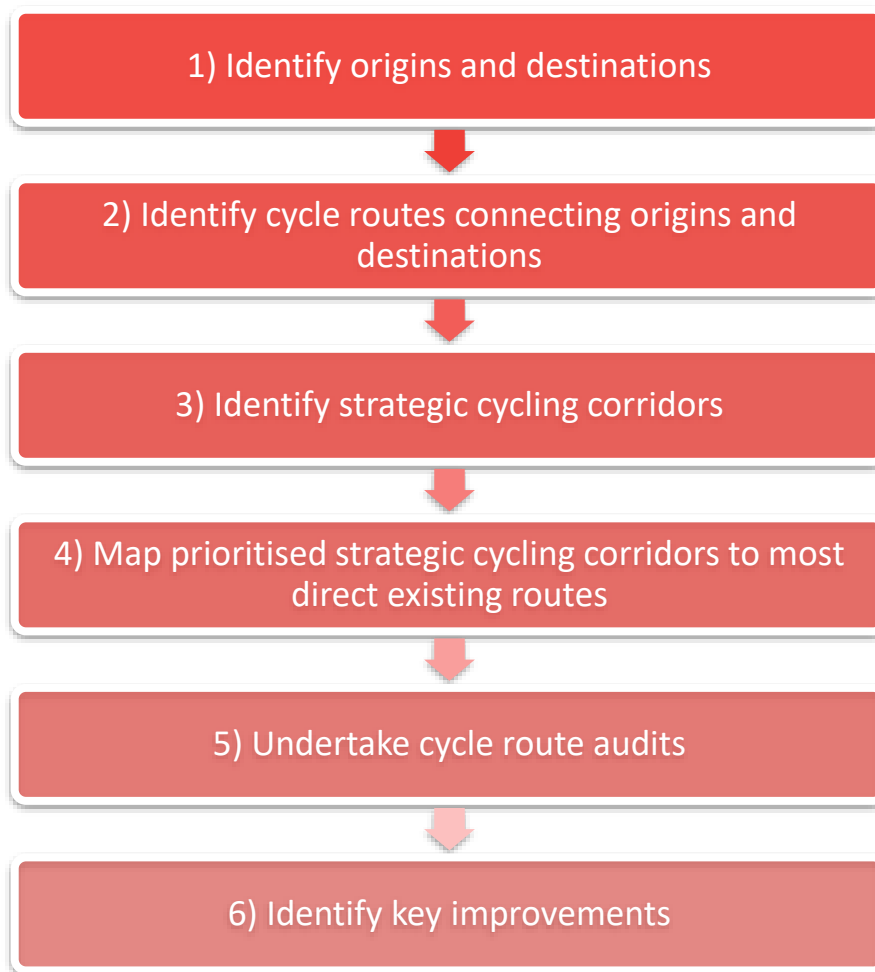 1) Identify origins and destinations
2) Identify cycle routes connecting origins and
destinations
3) Identify strategic cycling corridors
4) Map prioritised strategic cycling corridors to most
direct existing routes
5) Undertake cycle route audits
6) Identify key improvements